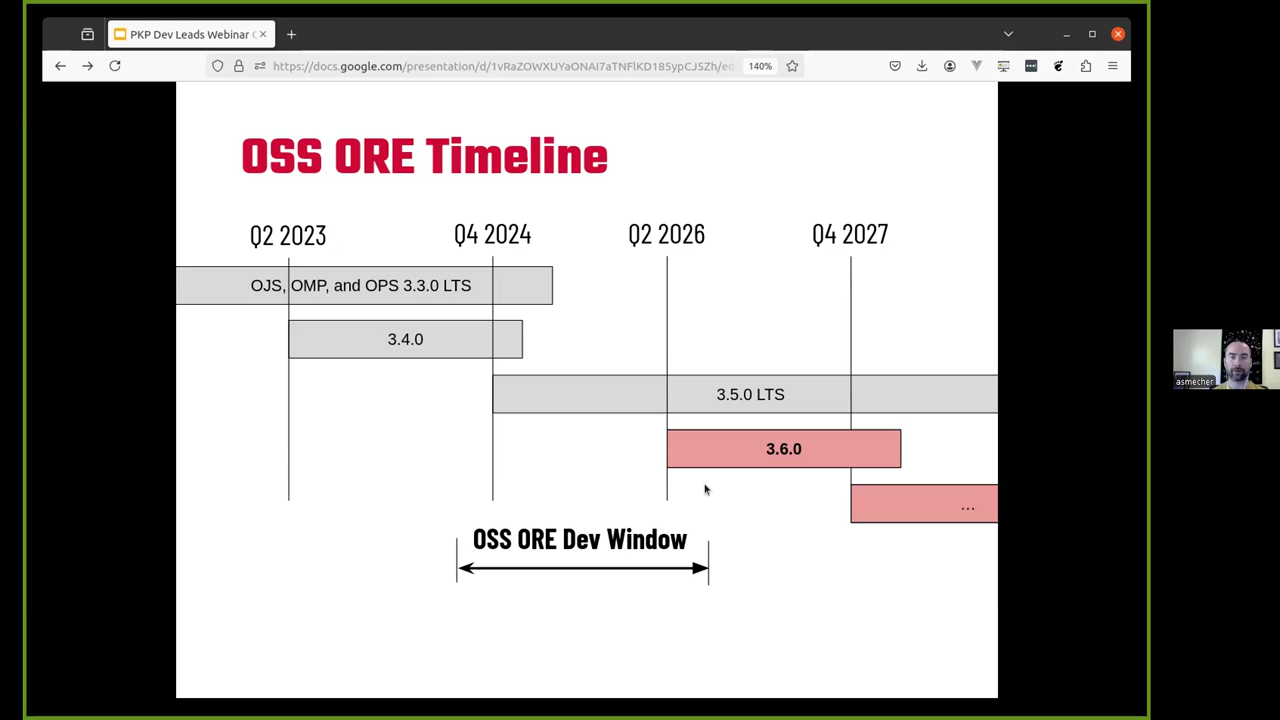 PKP Dev Leads Webinar
https://docs.google.com/presentation/d/1vRaZOWXUYaONAI7aTNFlKD185ypCJ5Zh/ed
140%
OSS ORE Timeline
Q2 2023
Q4 2024
Q2 2026
Q4 2027
OJS, OMP, and OPS 3.3.0 LTS
3.4.0
3.5.0 LTS
3.6.0
...
OSS ORE Dev Window
asmecher